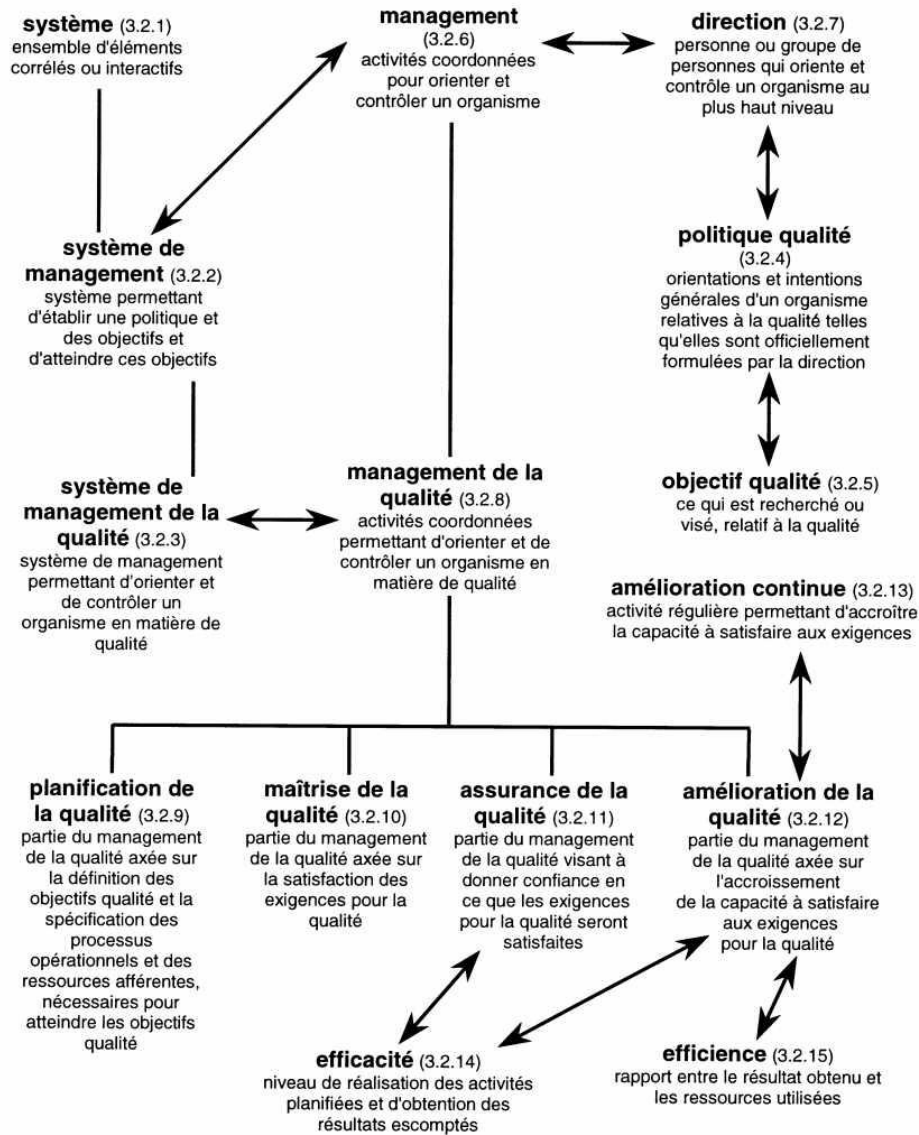 système (3.2.1)
ensemble d'éléments
corrélés ou interactifs
management
(3.2.6)
activités coordonnées
pour orienter et
contrôler un organisme
direction (3.2.7)
personne ou groupe de
personnes qui oriente et
contrôle un organisme au
plus haut niveau
système de
management (3.2.2)
système permettant
d'établir une politique et
des objectifs et
d'atteindre ces objectifs
politique qualité
(3.2.4)
orientations et intentions
générales d'un organisme
relatives à la qualité telles
qu'elles sont officiellement
formulées par la direction
système de
management de la
qualité (3.2.3)
système de management
permettant d'orienter et
de contrôler un
organisme en matière de
qualité
management de la
qualité (3.2.8)
activités coordonnées
permettant d'orienter et de
contrôler un organisme en
matière de qualité
objectif qualité (3.2.5)
ce qui est recherché ou
visé, relatif à la qualité
amélioration continue (3.2.13)
activité régulière permettant d'accroître
la capacité à satisfaire aux exigences
planification de
la qualité (3.2.9)
partie du management
de la qualité axée sur
la définition des
objectifs qualité et la
spécification des
processus
opérationnels et des
ressources afférentes,
nécessaires pour
atteindre les objectifs
qualité
maîtrise de la
qualité (3.2.10)
partie du management
de la qualité axée sur
la satisfaction des
exigences pour la
qualité
assurance de la
qualité (3.2.11)
partie du management
de la qualité visant à
donner confiance en
ce que les exigences
pour la qualité seront
satisfaites
amélioration de la
qualité (3.2.12)
partie du management
de la qualité axée sur
l'accroissement
de la capacité à satisfaire
aux exigences
pour la qualité
efficacité (3.2.14)
niveau de réalisation des activités
planifiées et d'obtention des
résultats escomptés
efficience (3.2.15)
rapport entre le résultat obtenu et
les ressources utilisées